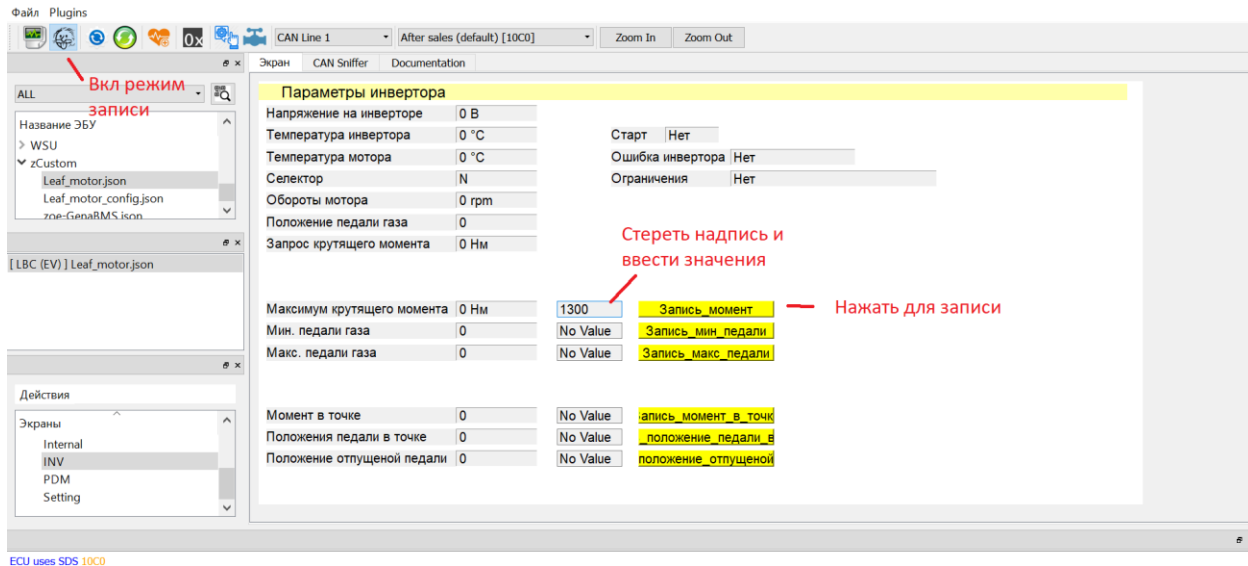 Файл Plugins
0x CAN Line 1 After sales (default) [10C0] Zoom In Zoom Out
Экран CAN Sniffer Documentation
Вкл режим
записи
ALL
Название ЭБУ
WSU
zCustom
Leaf_motor.json
Leaf_motor_config.json
zoe-GenaBMS.json
[ LBC (EV) ] Leaf_motor.json
Действия
Экраны
Internal
INV
PDM
Setting
Параметры инвертора
Напряжение на инверторе 0 В
Температура инвертора 0 °C Старт Нет
Температура мотора 0 °C Ошибка инвертора Нет
Селектор N Ограничения Нет
Обороты мотора 0 rpm
Положение педали газа 0
Запрос крутящего момента 0 Нм
Стереть надпись и
ввести значения
Максимум крутящего момента 0 Нм 1300 Запись_момент Нажать для записи
Мин. педали газа 0 No Value Запись_мин_педали
Макс. педали газа 0 No Value Запись_макс_педали
Момент в точке 0 No Value запись_момент_в_точк
Положения педали в точке 0 No Value _положение_педали_в
Положение отпущеной педали 0 No Value положение_отпущеной
ECU uses SDS 10C0